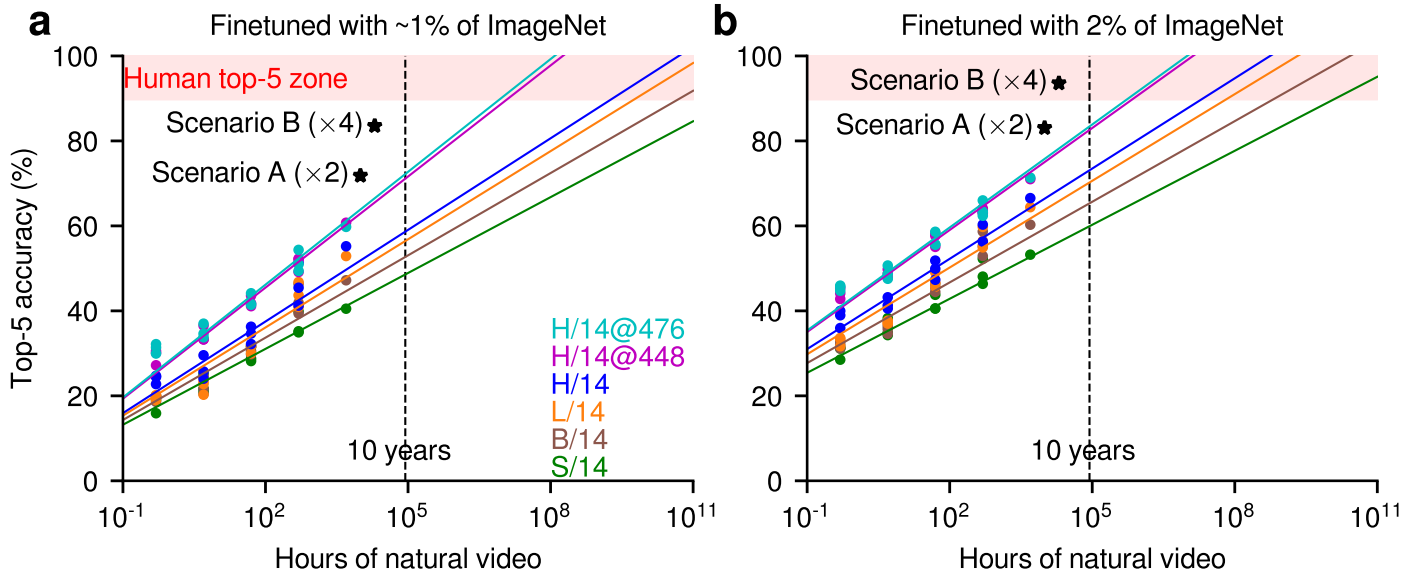 a
Finetuned with ~1% of ImageNet
Top-5 accuracy (%)
100
80
60
40
20
0
Human top-5 zone
Scenario B (×4)
Scenario A (×2)
H/14@476
H/14@448
H/14
L/14
B/14
S/14
10 years
10⁻¹
10²
10⁵
10⁸
10¹¹
Hours of natural video
b
Finetuned with 2% of ImageNet
100
80
60
40
20
0
Scenario B (×4)
Scenario A (×2)
10 years
10⁻¹
10²
10⁵
10⁸
10¹¹
Hours of natural video